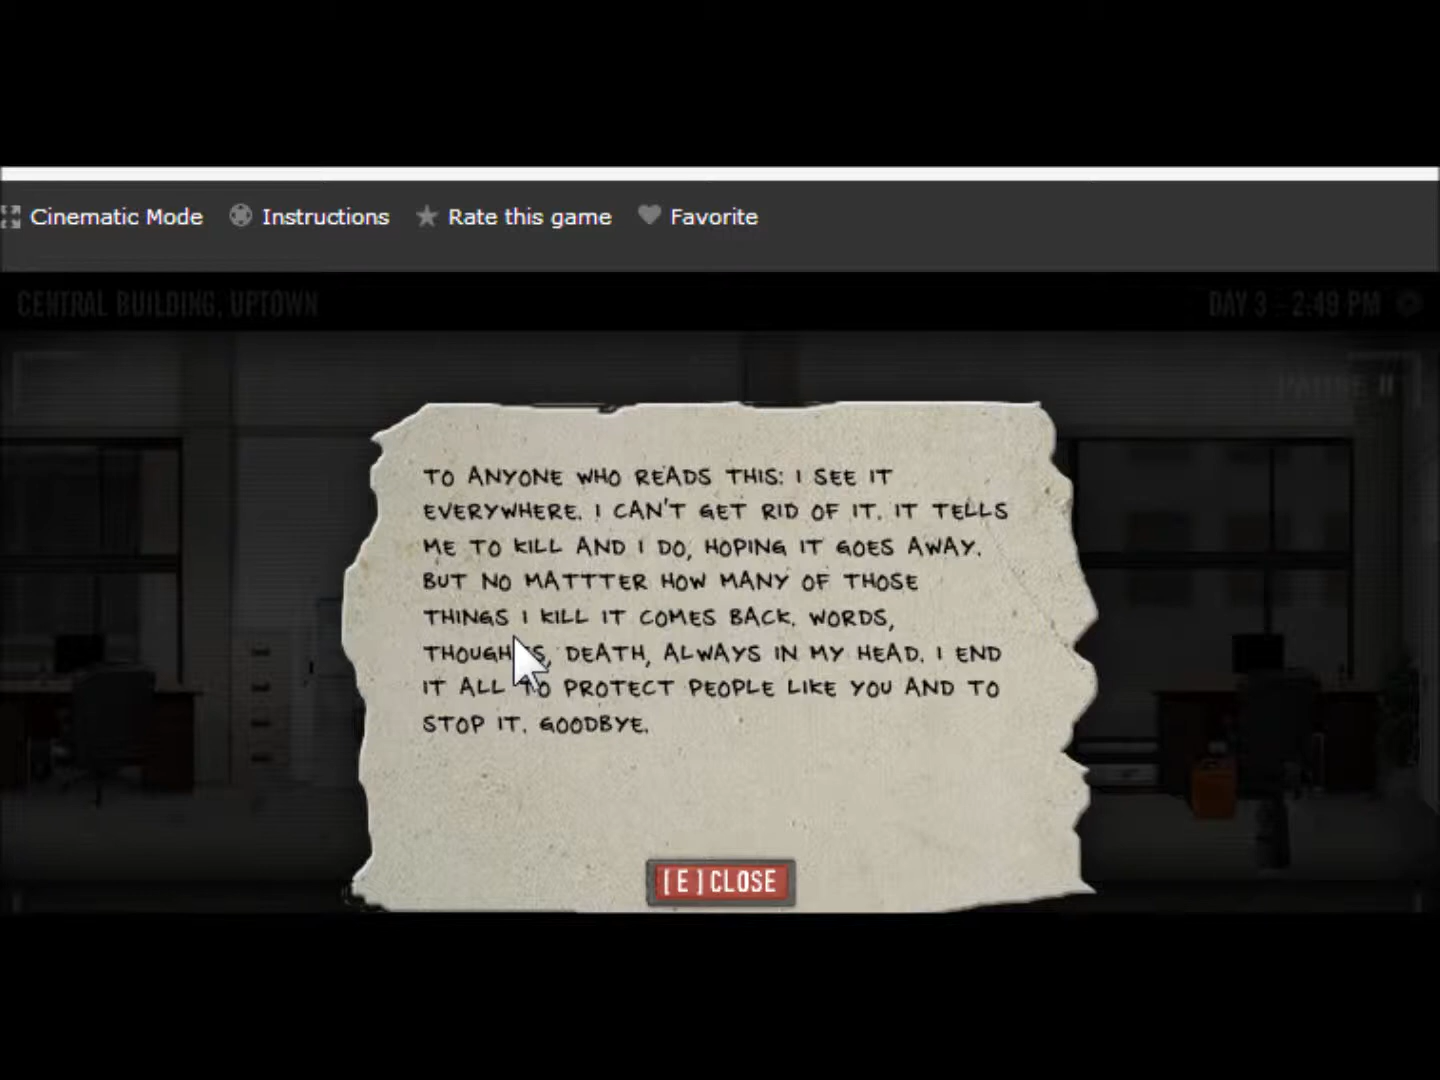 Cinematic Mode Instructions Rate this game Favorite
CENTRAL BUILDING, UPTOWN DAY 3 - 2:49 PM
PAUSE II
TO ANYONE WHO READS THIS: I SEE IT
EVERYWHERE. I CAN'T GET RID OF IT. IT TELLS
ME TO KILL AND I DO, HOPING IT GOES AWAY.
BUT NO MATTTER HOW MANY OF THOSE
THINGS I KILL IT COMES BACK. WORDS,
THOUGHTS, DEATH, ALWAYS IN MY HEAD. I END
IT ALL TO PROTECT PEOPLE LIKE YOU AND TO
STOP IT. GOODBYE.
[E] CLOSE